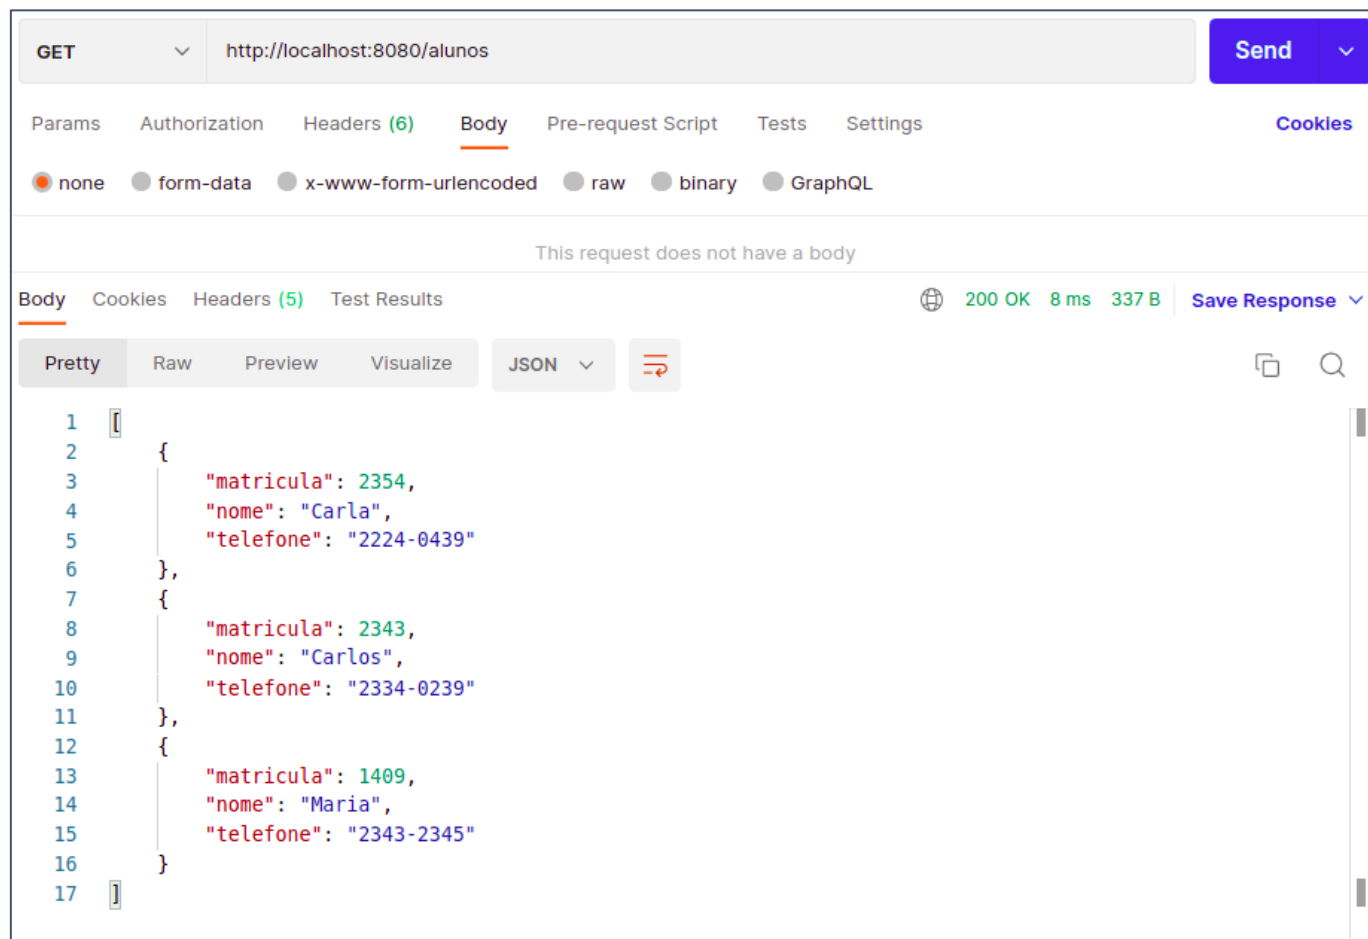 GET http://localhost:8080/alunos Send
Params Authorization Headers (6) Body Pre-request Script Tests Settings Cookies
none form-data x-www-form-urlencoded raw binary GraphQL
This request does not have a body
Body Cookies Headers (5) Test Results 200 OK 8 ms 337 B Save Response
Pretty Raw Preview Visualize JSON
1 [
2 {
3 "matricula": 2354,
4 "nome": "Carla",
5 "telefone": "2224-0439"
6 },
7 {
8 "matricula": 2343,
9 "nome": "Carlos",
10 "telefone": "2334-0239"
11 },
12 {
13 "matricula": 1409,
14 "nome": "Maria",
15 "telefone": "2343-2345"
16 }
17 ]